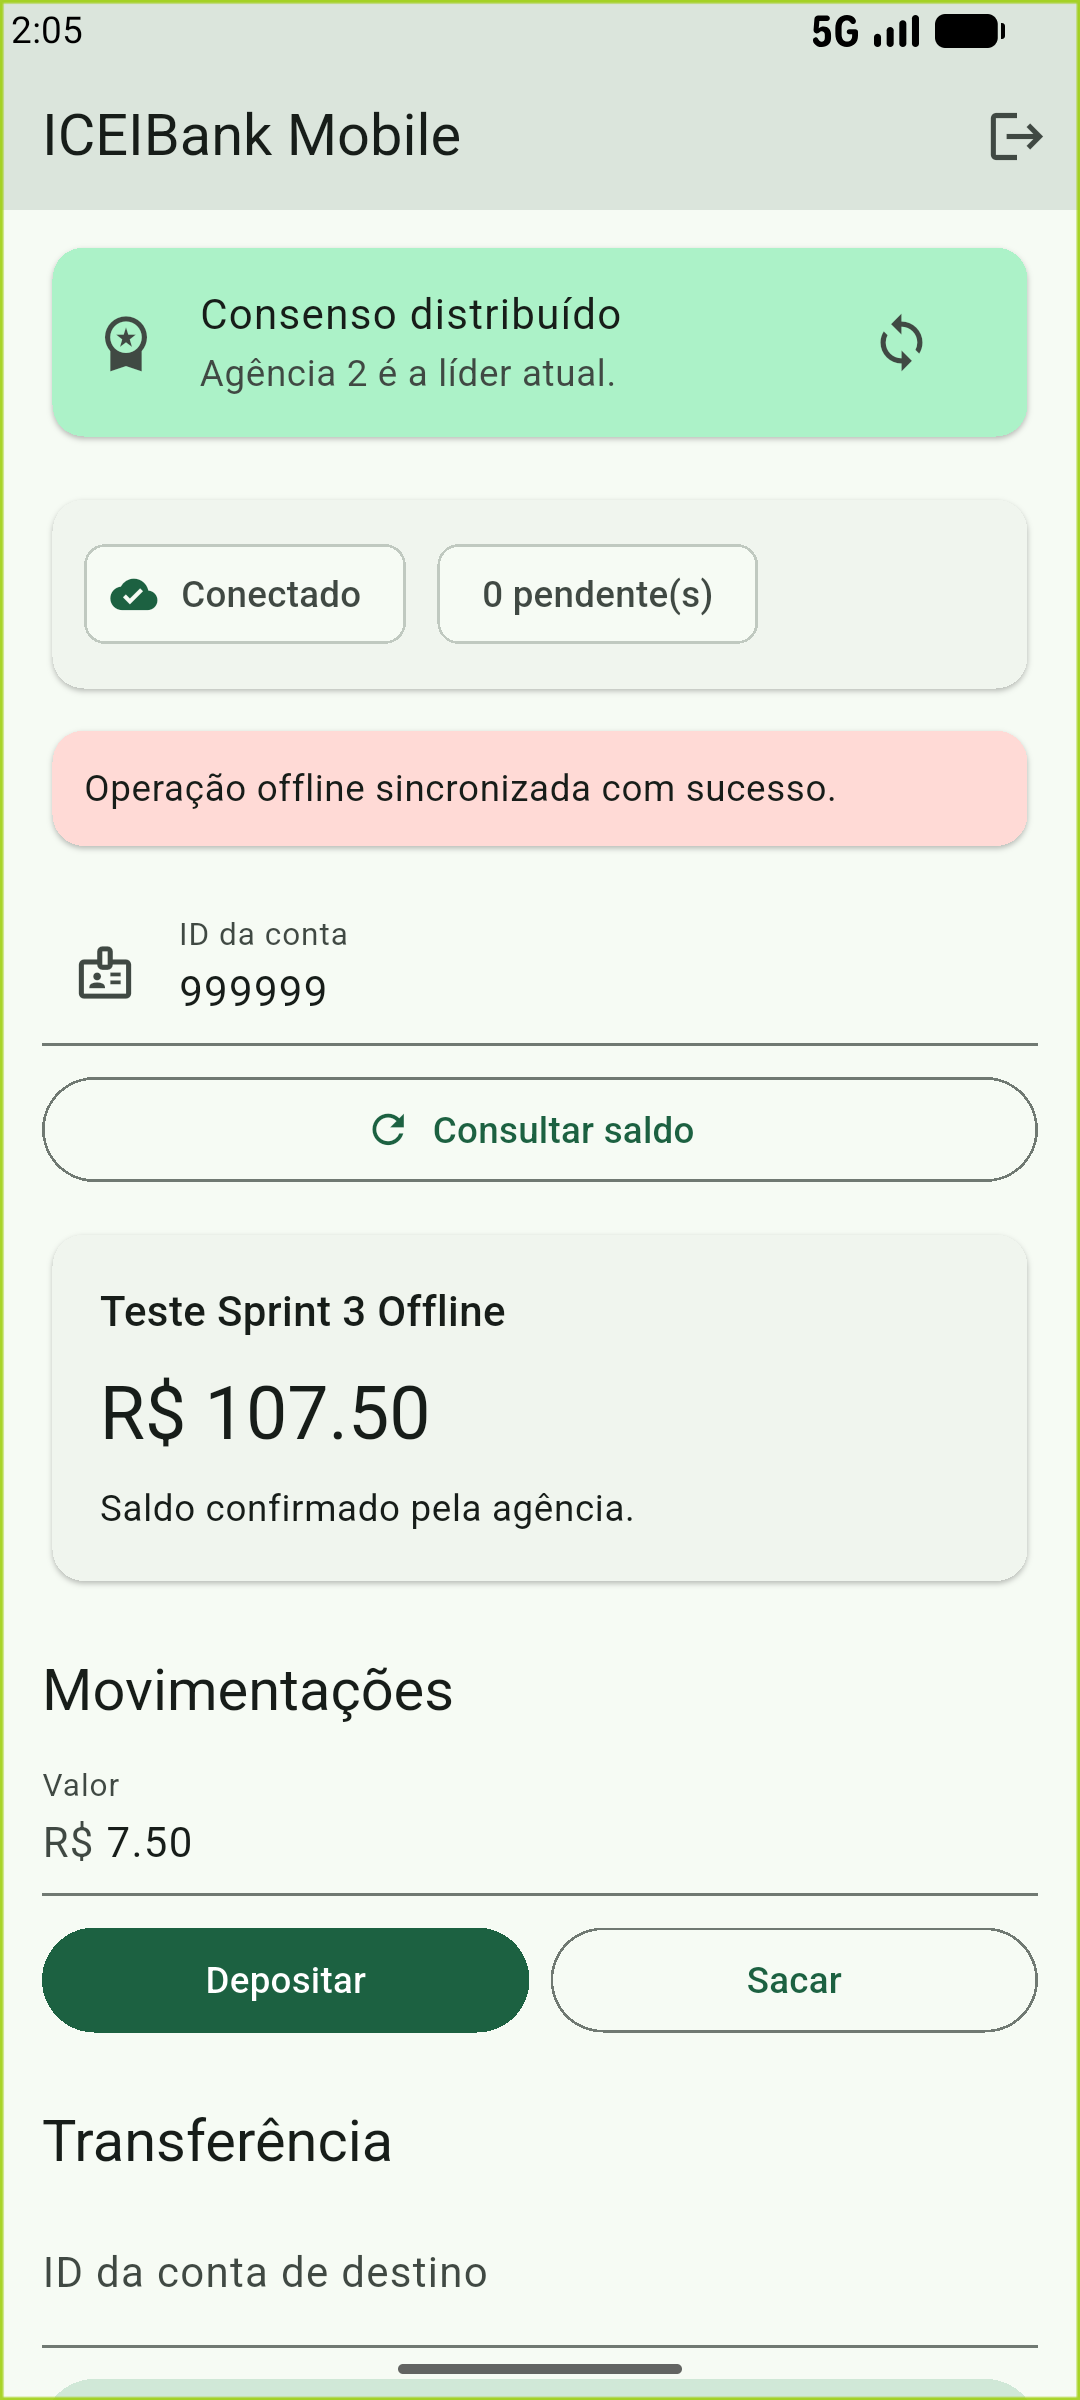 2:05
5G
ICEIBank Mobile
Consenso distribuído
Agência 2 é a líder atual.
Conectado
0 pendente(s)
Operação offline sincronizada com sucesso.
ID da conta
999999
Consultar saldo
Teste Sprint 3 Offline
R$ 107.50
Saldo confirmado pela agência.
Movimentações
Valor
R$ 7.50
Depositar
Sacar
Transferência
ID da conta de destino